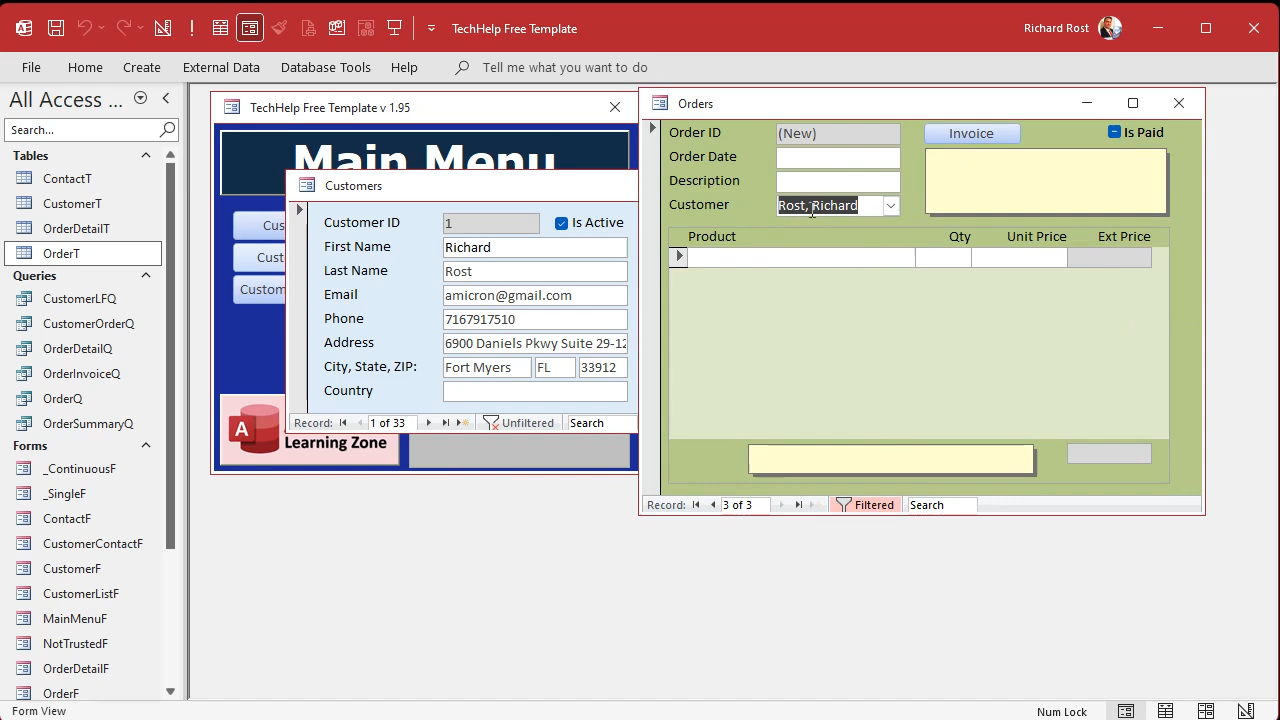 TechHelp Free Template
Richard Rost
File
Home
Create
External Data
Database Tools
Help
Tell me what you want to do
All Access ...
Search...
Tables
ContactT
CustomerT
OrderDetailT
OrderT
Queries
CustomerLFQ
CustomerOrderQ
OrderDetailQ
OrderInvoiceQ
OrderQ
OrderSummaryQ
Forms
_ContinuousF
_SingleF
ContactF
CustomerContactF
CustomerF
CustomerListF
MainMenuF
NotTrustedF
OrderDetailF
OrderF
TechHelp Free Template v 1.95
Main Menu
Cus
Cust
Custom
A
Learning Zone
Customers
Customer ID 1 Is Active
First Name Richard
Last Name Rost
Email amicron@gmail.com
Phone 7167917510
Address 6900 Daniels Pkwy Suite 29-12
City, State, ZIP: Fort Myers FL 33912
Country
Record: 1 of 33 Unfiltered Search
Orders
Order ID (New) Invoice Is Paid
Order Date
Description
Customer Rost, Richard
Product Qty Unit Price Ext Price
Record: 3 of 3 Filtered Search
Form View
Num Lock